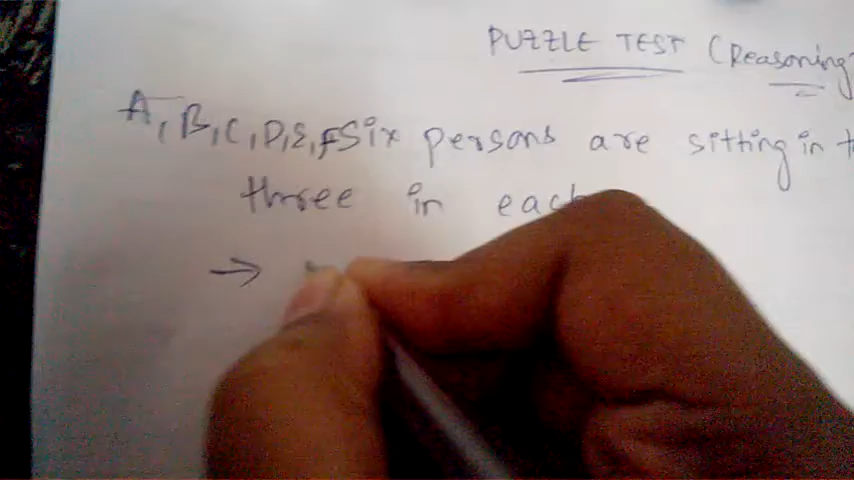 PUZZLE TEST (Reasoning
A, B, C, D, E, F Six persons are sitting in
three in each
→